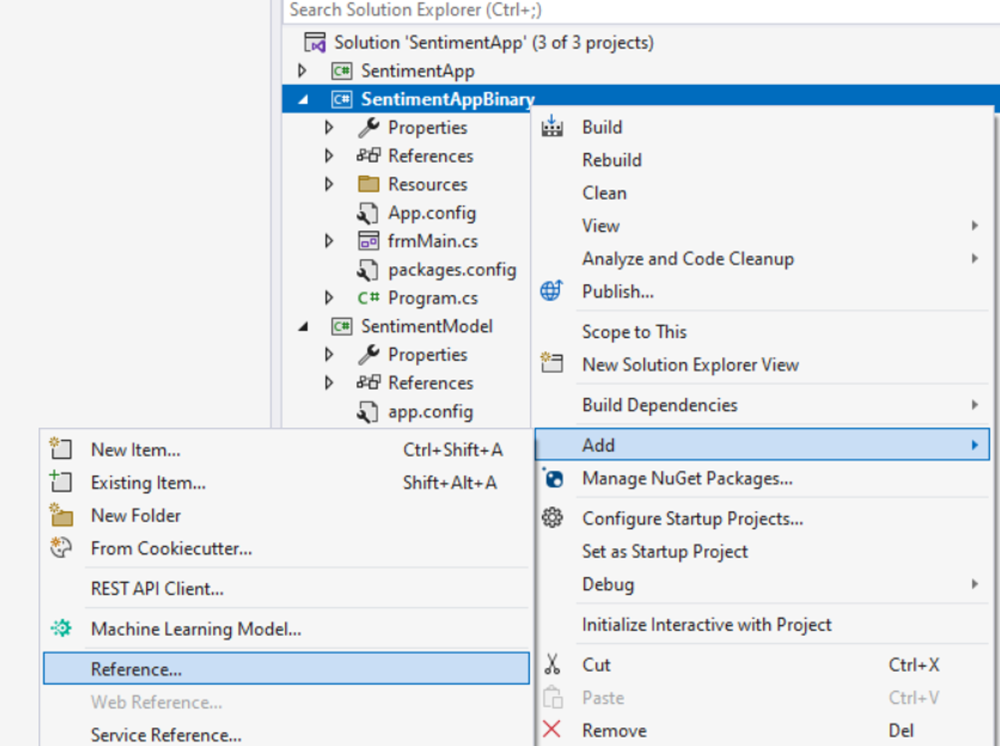 Search Solution Explorer (Ctrl+;)
Solution 'SentimentApp' (3 of 3 projects)
C# SentimentApp
C# SentimentAppBinary
Properties
References
Resources
App.config
frmMain.cs
packages.config
C# Program.cs
C# SentimentModel
Properties
References
app.config
Build
Rebuild
Clean
View
Analyze and Code Cleanup
Publish...
Scope to This
New Solution Explorer View
Build Dependencies
Add
Manage NuGet Packages...
Configure Startup Projects...
Set as Startup Project
Debug
Initialize Interactive with Project
Cut Ctrl+X
Paste Ctrl+V
Remove Del
New Item... Ctrl+Shift+A
Existing Item... Shift+Alt+A
New Folder
From Cookiecutter...
REST API Client...
Machine Learning Model...
Reference...
Web Reference...
Service Reference...